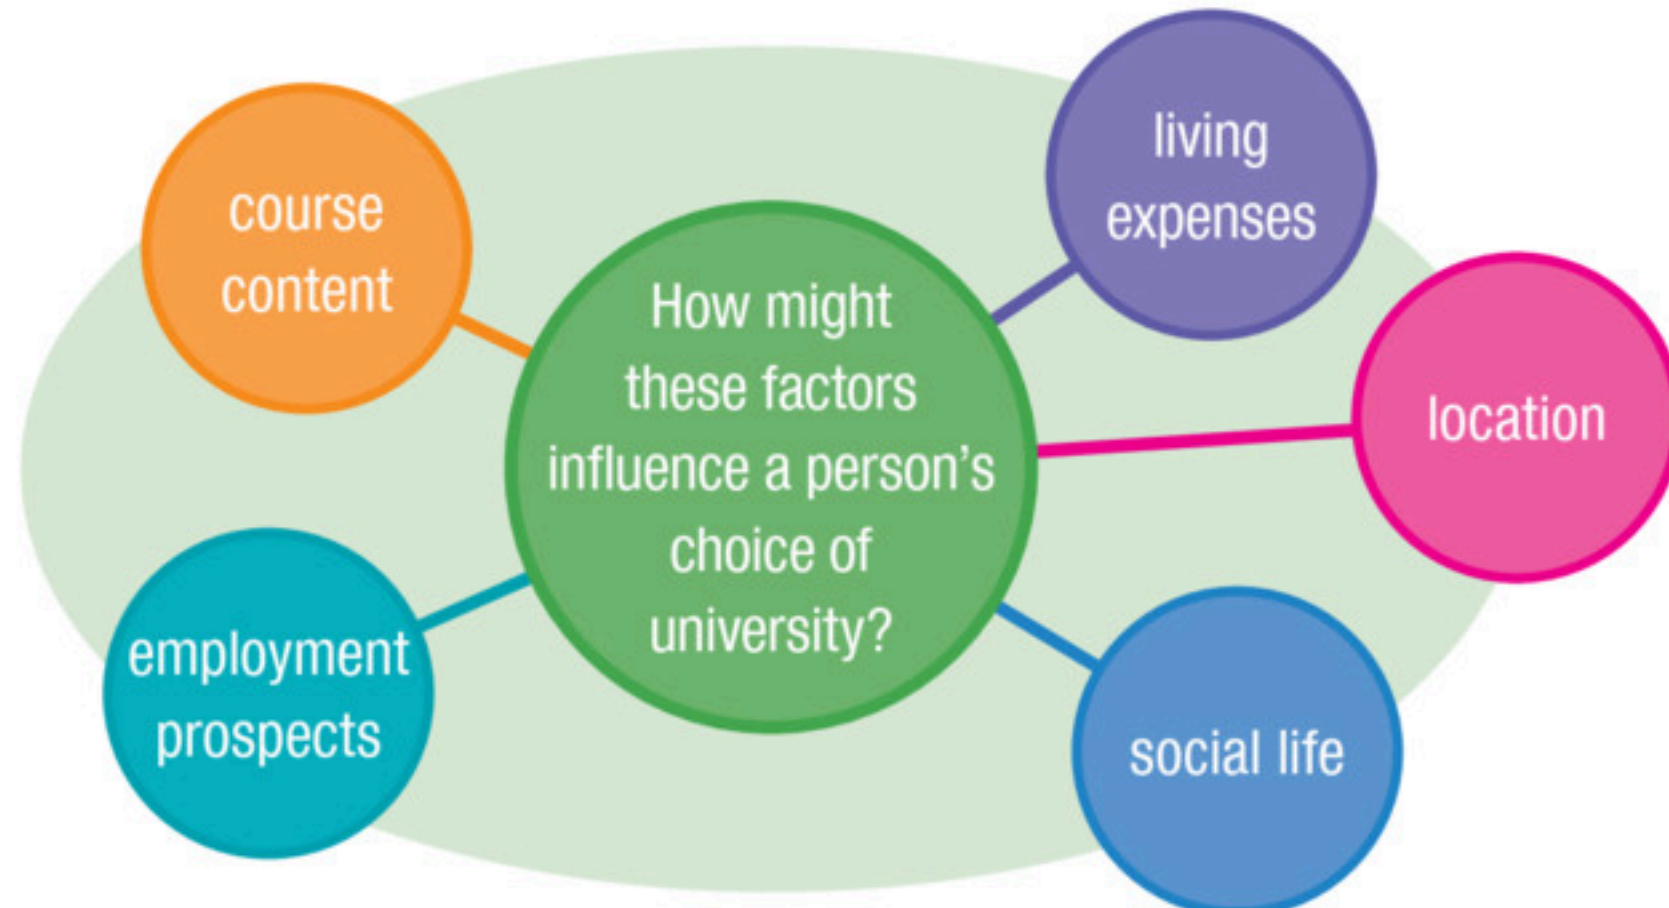 course
content
living
expenses
How might
these factors
influence a person's
choice of
university?
location
employment
prospects
social life